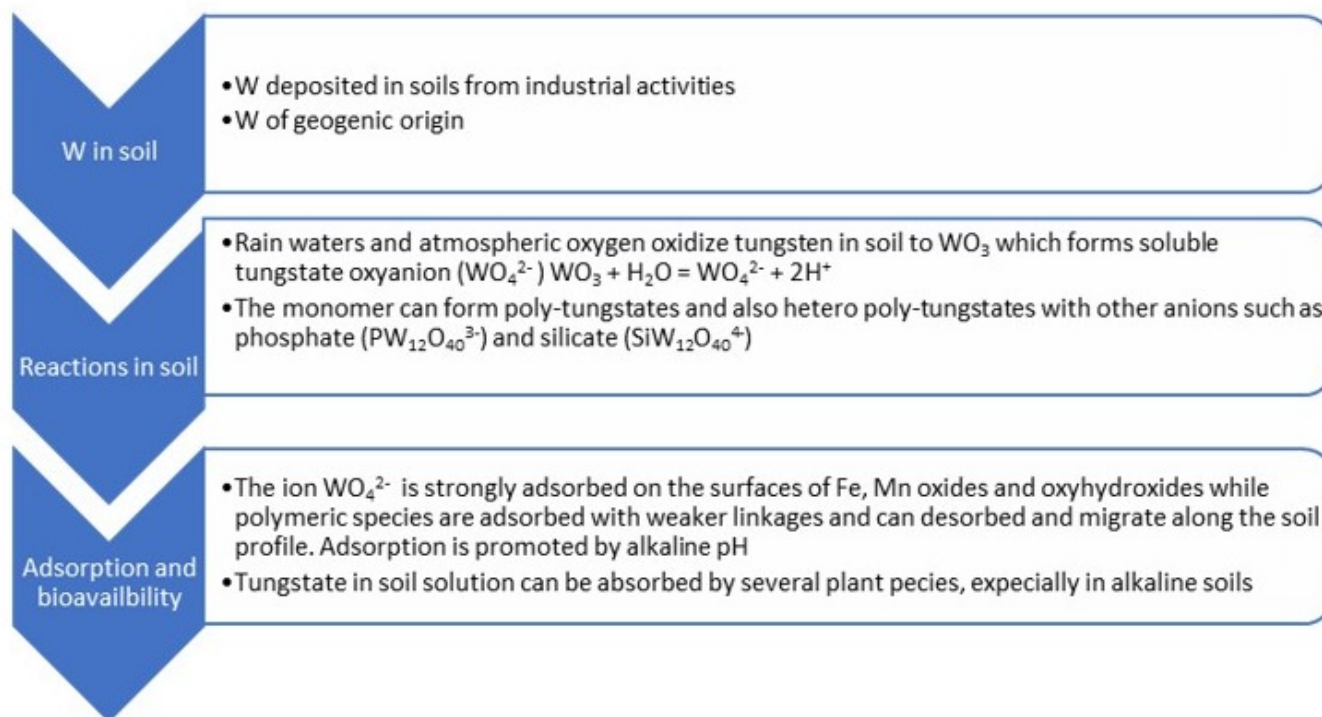 W in soil
•W deposited in soils from industrial activities
•W of geogenic origin
Reactions in soil
•Rain waters and atmospheric oxygen oxidize tungsten in soil to WO₃ which forms soluble
tungstate oxyanion (WO₄²⁻ ) WO₃ + H₂O = WO₄²⁻ + 2H⁺
•The monomer can form poly-tungstates and also hetero poly-tungstates with other anions such as
phosphate (PW₁₂O₄₀³⁻) and silicate (SiW₁₂O₄₀⁴⁻)
Adsorption and
bioavailbility
•The ion WO₄²⁻ is strongly adsorbed on the surfaces of Fe, Mn oxides and oxyhydroxides while
polymeric species are adsorbed with weaker linkages and can desorbed and migrate along the soil
profile. Adsorption is promoted by alkaline pH
•Tungstate in soil solution can be absorbed by several plant pecies, expecially in alkaline soils